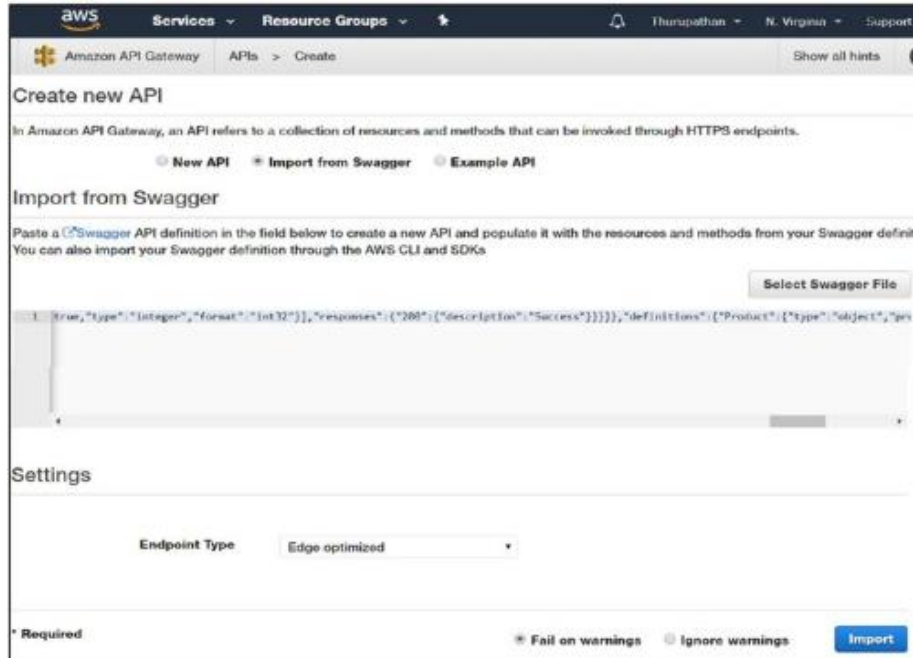 aws Services Resource Groups Thurupathan N. Virginia Support
Amazon API Gateway APIs > Create Show all hints
Create new API
In Amazon API Gateway, an API refers to a collection of resources and methods that can be invoked through HTTPS endpoints.
New API Import from Swagger Example API
Import from Swagger
Paste a Swagger API definition in the field below to create a new API and populate it with the resources and methods from your Swagger defini
You can also import your Swagger definition through the AWS CLI and SDKs
Select Swagger File
1 true,"type":"integer","format":"int32"}],"responses":{"200":{"description":"Success"}}}}},"definitions":{"Product":{"type":"object","pro
Settings
Endpoint Type Edge optimized
* Required Fail on warnings Ignore warnings Import